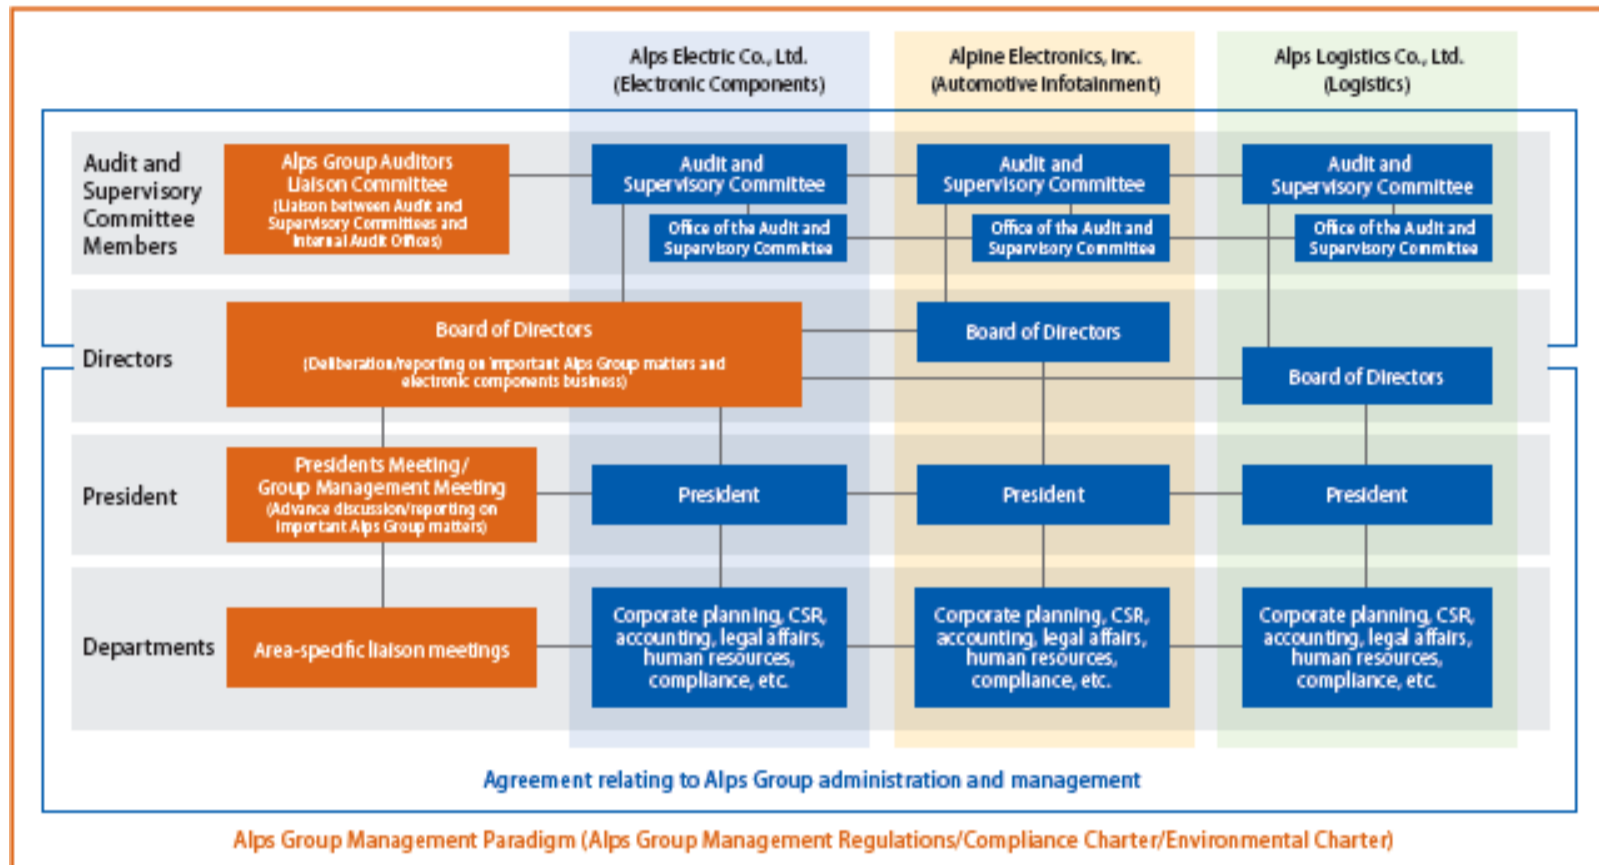 Alps Electric Co., Ltd.
(Electronic Components)
Alpine Electronics, Inc.
(Automotive Infotainment)
Alps Logistics Co., Ltd.
(Logistics)
Audit and
Supervisory
Committee
Members
Alps Group Auditors
Liaison Committee
(Liaison between Audit and
Supervisory Committees and
Internal Audit Offices)
Audit and
Supervisory Committee
Office of the Audit and
Supervisory Committee
Audit and
Supervisory Committee
Office of the Audit and
Supervisory Committee
Audit and
Supervisory Committee
Office of the Audit and
Supervisory Committee
Directors
Board of Directors
(Deliberation/reporting on important Alps Group matters and
electronic components business)
Board of Directors
Board of Directors
President
Presidents Meeting/
Group Management Meeting
(Advance discussion/reporting on
important Alps Group matters)
President
President
President
Departments
Area-specific liaison meetings
Corporate planning, CSR,
accounting, legal affairs,
human resources,
compliance, etc.
Corporate planning, CSR,
accounting, legal affairs,
human resources,
compliance, etc.
Corporate planning, CSR,
accounting, legal affairs,
human resources,
compliance, etc.
Agreement relating to Alps Group administration and management
Alps Group Management Paradigm (Alps Group Management Regulations/Compliance Charter/Environmental Charter)